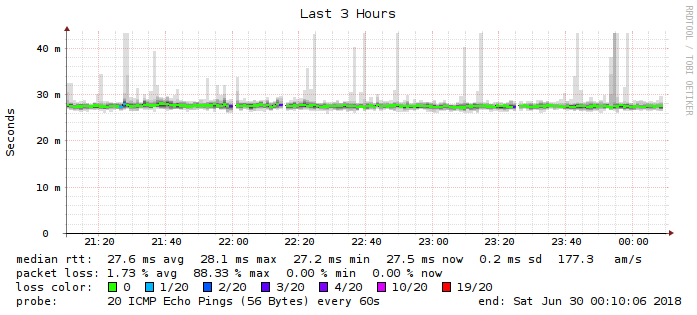 Last 3 Hours
RRDTOOL / TOBI OETIKER
Seconds
40 m
30 m
20 m
10 m
0
21:20 21:40 22:00 22:20 22:40 23:00 23:20 23:40 00:00
median rtt: 27.6 ms avg 28.1 ms max 27.2 ms min 27.5 ms now 0.2 ms sd 177.3 am/s
packet loss: 1.73 % avg 88.33 % max 0.00 % min 0.00 % now
loss color: 0 1/20 2/20 3/20 4/20 10/20 19/20
probe: 20 ICMP Echo Pings (56 Bytes) every 60s end: Sat Jun 30 00:10:06 2018